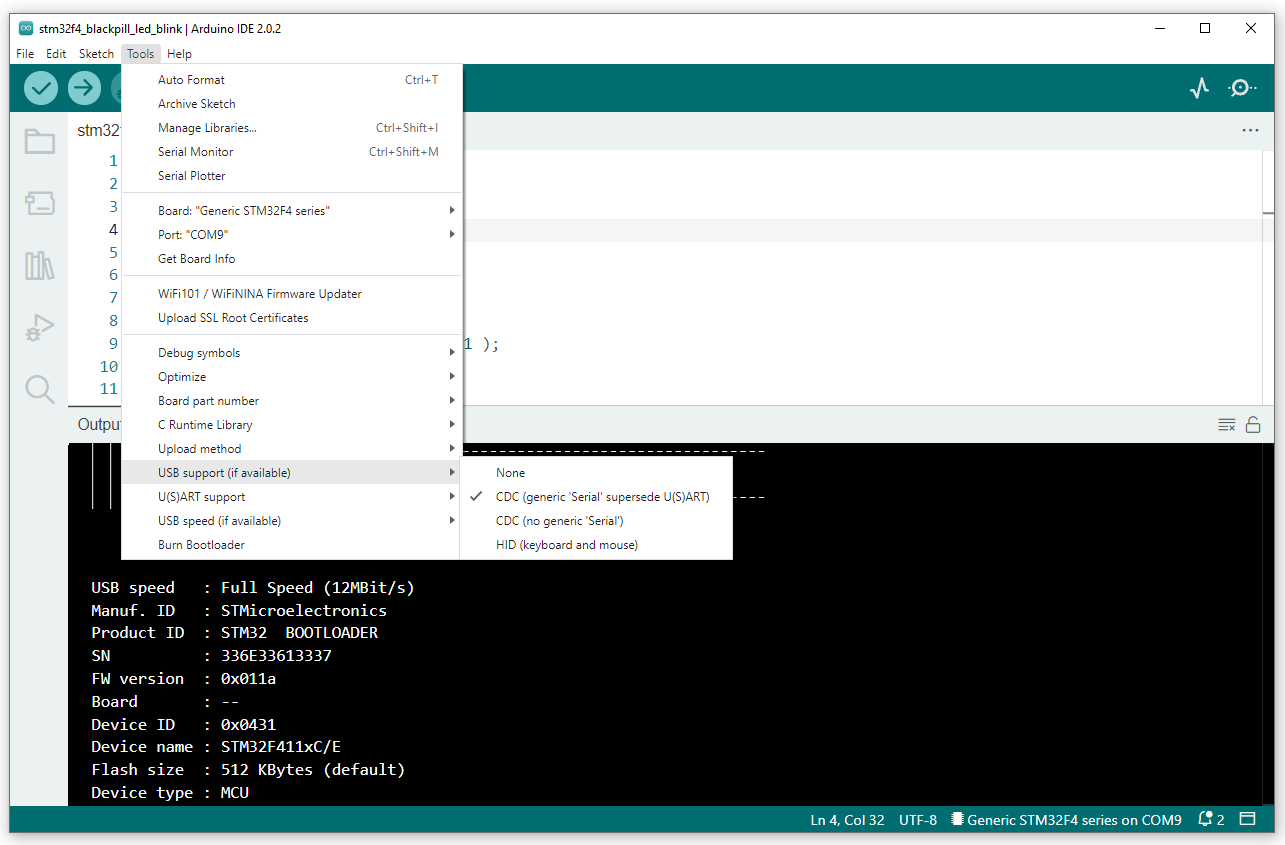 stm32f4_blackpill_led_blink | Arduino IDE 2.0.2
File Edit Sketch Tools Help
Auto Format Ctrl+T
Archive Sketch
Manage Libraries... Ctrl+Shift+I
Serial Monitor Ctrl+Shift+M
Serial Plotter
Board: "Generic STM32F4 series"
Port: "COM9"
Get Board Info
WiFi101 / WiFiNINA Firmware Updater
Upload SSL Root Certificates
Debug symbols
Optimize
Board part number
C Runtime Library
Upload method
USB support (if available)
U(S)ART support
USB speed (if available)
Burn Bootloader
None
CDC (generic 'Serial' supersede U(S)ART)
CDC (no generic 'Serial')
HID (keyboard and mouse)
stm32
1
2
3
4
5
6
7
8
9 1 );
10
11
Output
USB speed : Full Speed (12MBit/s)
Manuf. ID : STMicroelectronics
Product ID : STM32 BOOTLOADER
SN : 336E33613337
FW version : 0x011a
Board : --
Device ID : 0x0431
Device name : STM32F411xC/E
Flash size : 512 KBytes (default)
Device type : MCU
Ln 4, Col 32 UTF-8 Generic STM32F4 series on COM9 2